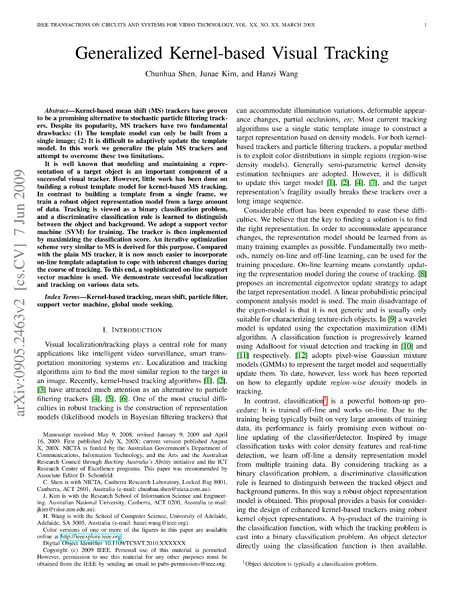 IEEE TRANSACTIONS ON CIRCUITS AND SYSTEMS FOR VIDEO TECHNOLOGY, VOL. XX, NO. XX, MARCH 200X
1
Generalized Kernel-based Visual Tracking
Chunhua Shen, Junae Kim, and Hanzi Wang
arXiv:0905.2463v2 [cs.CV] 7 Jun 2009
Abstract—Kernel-based mean shift (MS) trackers have proven
to be a promising alternative to stochastic particle filtering track-
ers. Despite its popularity, MS trackers have two fundamental
drawbacks: (1) The template model can only be built from a
single image; (2) It is difficult to adaptively update the template
model. In this work we generalize the plain MS trackers and
attempt to overcome these two limitations.
It is well known that modeling and maintaining a repre-
sentation of a target object is an important component of a
successful visual tracker. However, little work has been done on
building a robust template model for kernel-based MS tracking.
In contrast to building a template from a single frame, we
train a robust object representation model from a large amount
of data. Tracking is viewed as a binary classification problem,
and a discriminative classification rule is learned to distinguish
between the object and background. We adopt a support vector
machine (SVM) for training. The tracker is then implemented
by maximizing the classification score. An iterative optimization
scheme very similar to MS is derived for this purpose. Compared
with the plain MS tracker, it is now much easier to incorporate
on-line template adaptation to cope with inherent changes during
the course of tracking. To this end, a sophisticated on-line support
vector machine is used. We demonstrate successful localization
and tracking on various data sets.
Index Terms—Kernel-based tracking, mean shift, particle filter,
support vector machine, global mode seeking.
I. INTRODUCTION
Visual localization/tracking plays a central role for many
applications like intelligent video surveillance, smart trans-
portation monitoring systems etc. Localization and tracking
algorithms aim to find the most similar region to the target in
an image. Recently, kernel-based tracking algorithms [1], [2],
[3] have attracted much attention as an alternative to particle
filtering trackers [4], [5], [6]. One of the most crucial diffi-
culties in robust tracking is the construction of representation
models (likelihood models in Bayesian filtering trackers) that
Manuscript received May 9, 2008; revised January 9, 2009 and April
16, 2009. First published July X, 200X; current version published August
X, 200X. NICTA is funded by the Australian Government's Department of
Communications, Information Technology, and the Arts and the Australian
Research Council through Backing Australia's Ability initiative and the ICT
Research Center of Excellence programs. This paper was recommended by
Associate Editor D. Schonfeld.
C. Shen is with NICTA, Canberra Research Laboratory, Locked Bag 8001,
Canberra, ACT 2601, Australia (e-mail: chunhua.shen@nicta.com.au).
J. Kim is with the Research School of Information Science and Engineer-
ing, Australian National University, Canberra, ACT 0200, Australia (e-mail:
jkim@rsise.anu.edu.au).
H. Wang is with the School of Computer Science, University of Adelaide,
Adelaide, SA 5005, Australia (e-mail: hanzi.wang@ieee.org).
Color versions of one or more of the figures in this paper are available
online at http://ieeexplore.ieee.org.
Digital Object Identifier 10.1109/TCSVT.2010.XXXXXX
Copyright (c) 2009 IEEE. Personal use of this material is permitted.
However, permission to use this material for any other purposes must be
obtained from the IEEE by sending an email to pubs-permissions@ieee.org.
can accommodate illumination variations, deformable appear-
ance changes, partial occlusions, etc. Most current tracking
algorithms use a single static template image to construct a
target representation based on density models. For both kernel-
based trackers and particle filtering trackers, a popular method
is to exploit color distributions in simple regions (region-wise
density models). Generally semi-parametric kernel density
estimation techniques are adopted. However, it is difficult
to update this target model [1], [2], [4], [7], and the target
representation's fragility usually breaks these trackers over a
long image sequence.
Considerable effort has been expended to ease these diffi-
culties. We believe that the key to finding a solution is to find
the right representation. In order to accommodate appearance
changes, the representation model should be learned from as
many training examples as possible. Fundamentally two meth-
ods, namely on-line and off-line learning, can be used for the
training procedure. On-line learning means constantly updat-
ing the representation model during the course of tracking. [8]
proposes an incremental eigenvector update strategy to adapt
the target representation model. A linear probabilistic principal
component analysis model is used. The main disadvantage of
the eigen-model is that it is not generic and is usually only
suitable for characterizing texture-rich objects. In [9] a wavelet
model is updated using the expectation maximization (EM)
algorithm. A classification function is progressively learned
using AdaBoost for visual detection and tracking [10] and
[11] respectively. [12] adopts pixel-wise Gaussian mixture
models (GMMs) to represent the target model and sequentially
update them. To date, however, less work has been reported
on how to elegantly update region-wise density models in
tracking.
In contrast, classification1 is a powerful bottom-up pro-
cedure: It is trained off-line and works on-line. Due to the
training being typically built on very large amounts of training
data, its performance is fairly promising even without on-
line updating of the classifier/detector. Inspired by image
classification tasks with color density features and real-time
detection, we learn off-line a density representation model
from multiple training data. By considering tracking as a
binary classification problem, a discriminative classification
rule is learned to distinguish between the tracked object and
background patterns. In this way a robust object representation
model is obtained. This proposal provides a basis for consider-
ing the design of enhanced kernel-based trackers using robust
kernel object representations. A by-product of the training is
the classification function, with which the tracking problem is
cast into a binary classification problem. An object detector
directly using the classification function is then available.
1Object detection is typically a classification problem.